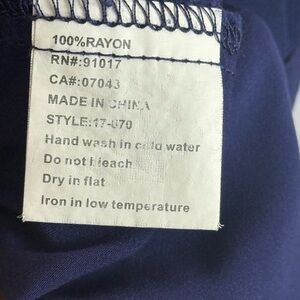 100%RAYON
RN#:91017
CA#:07043
MADE IN CHINA
STYLE:17-070
Hand wash in cold water
Do not bleach
Dry in flat
Iron in low temperature